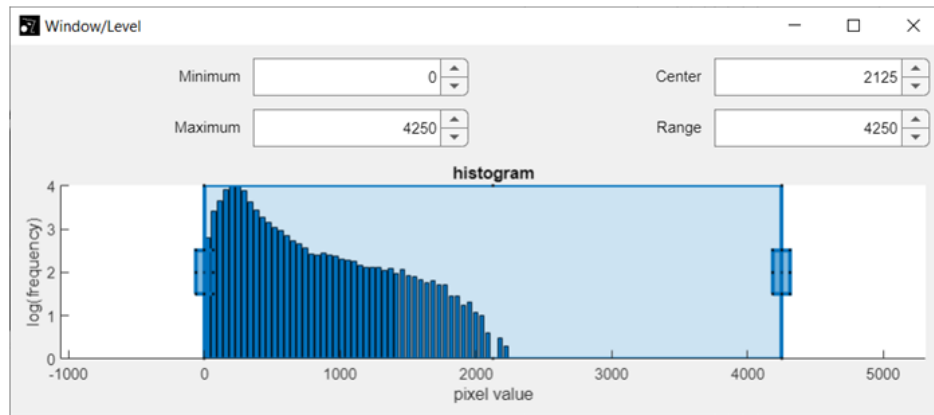 Window/Level
Minimum 0 Center 2125
Maximum 4250 Range 4250
histogram
4
3
2
1
0
log(frequency)
-1000 0 1000 2000 3000 4000 5000
pixel value